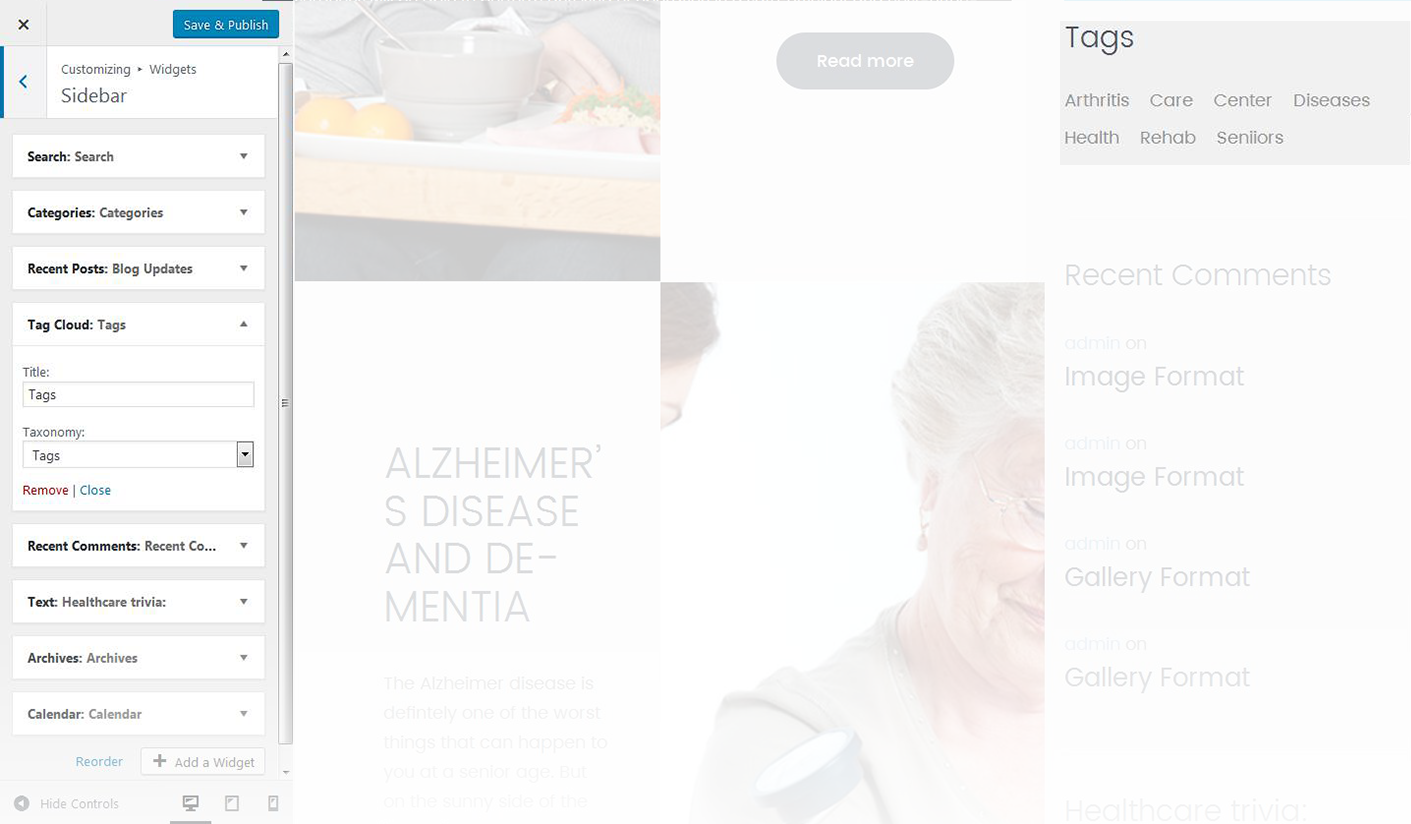 Save & Publish
Customizing ▸ Widgets
Sidebar
Search: Search
Categories: Categories
Recent Posts: Blog Updates
Tag Cloud: Tags
Title:
Tags
Taxonomy:
Tags
Remove | Close
Recent Comments: Recent Co...
Text: Healthcare trivia:
Archives: Archives
Calendar: Calendar
Reorder
Add a Widget
Hide Controls
Read more
ALZHEIMER'
S DISEASE
AND DE-
MENTIA
The Alzheimer disease is
defintely one of the worst
things that can happen to
you at a senior age. But
on the sunny side of the
Tags
Arthritis Care Center Diseases
Health Rehab Seniiors
Recent Comments
admin on
Image Format
admin on
Image Format
admin on
Gallery Format
admin on
Gallery Format
Healthcare trivia: